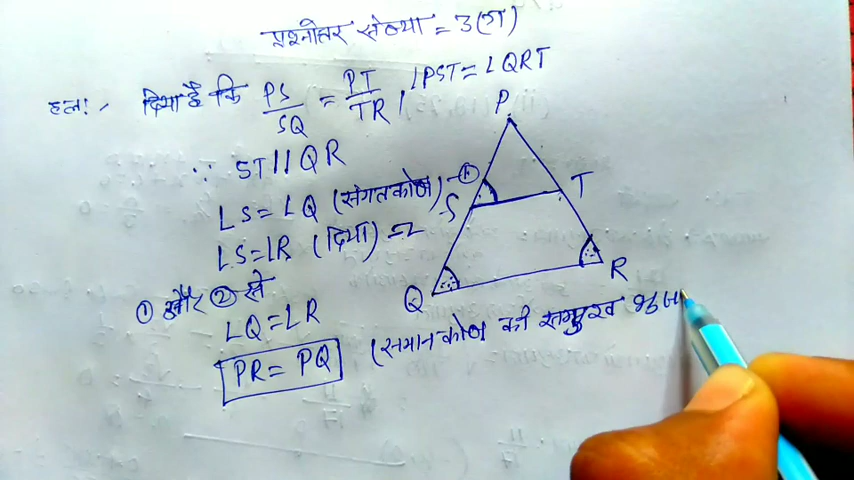 प्रश्नोत्तर संख्या = 3(ग)
हल:- दिया है कि PS/SQ = PT/TR, ∠PST = ∠QRT
∵ ST || QR
∠S = ∠Q (संगतकोण) —①
∠S = ∠R (दिया) —2
① और ② से
∠Q = ∠R
PR = PQ (समान कोण की सम्मुख भुजा
P
S
T
Q
R